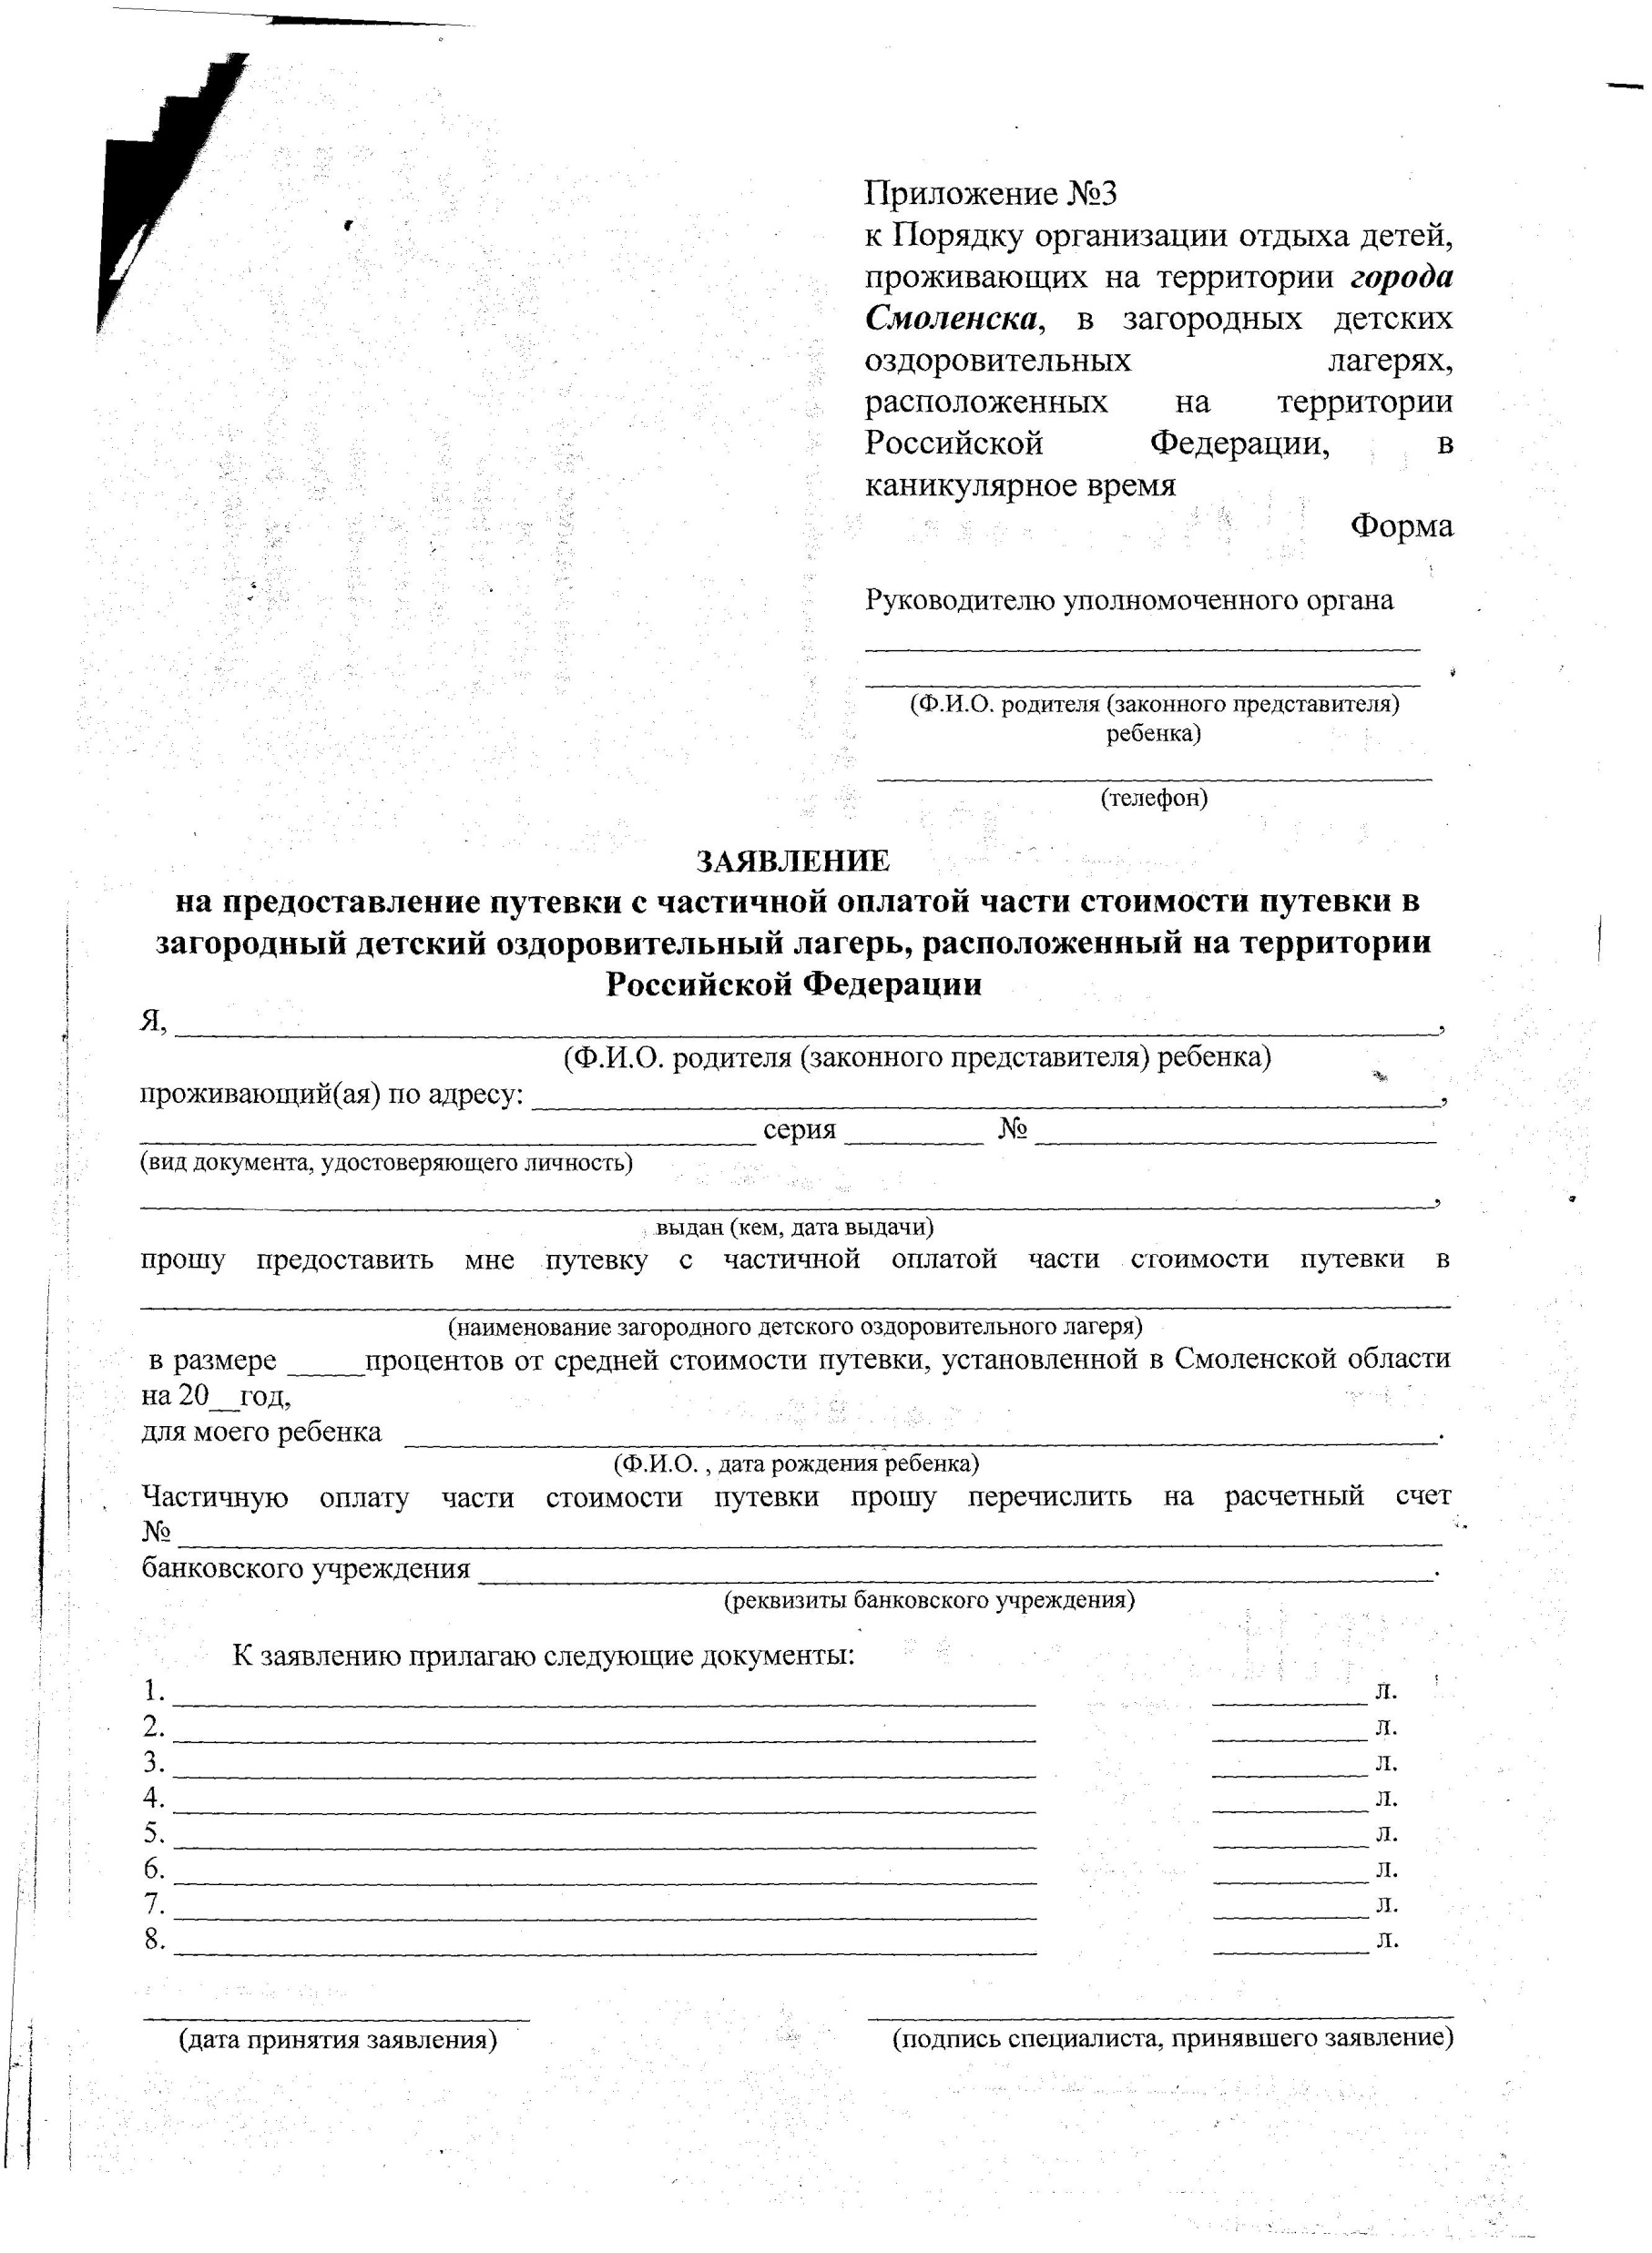 Приложение №3
к Порядку организации отдыха детей,
проживающих на территории города
Смоленска, в загородных детских
оздоровительных лагерях,
расположенных на территории
Российской Федерации, в
каникулярное время
Форма
Руководителю уполномоченного органа
(Ф.И.О. родителя (законного представителя)
ребенка)
(телефон)
ЗАЯВЛЕНИЕ
на предоставление путевки с частичной оплатой части стоимости путевки в
загородный детский оздоровительный лагерь, расположенный на территории
Российской Федерации
Я, ,
(Ф.И.О. родителя (законного представителя) ребенка)
проживающий(ая) по адресу: ,
серия №
(вид документа, удостоверяющего личность)
,
выдан (кем, дата выдачи)
прошу предоставить мне путевку с частичной оплатой части стоимости путевки в
(наименование загородного детского оздоровительного лагеря)
в размере _____процентов от средней стоимости путевки, установленной в Смоленской области
на 20__год,
для моего ребенка .
(Ф.И.О. , дата рождения ребенка)
Частичную оплату части стоимости путевки прошу перечислить на расчетный счет
№
банковского учреждения .
(реквизиты банковского учреждения)
К заявлению прилагаю следующие документы:
1. л.
2. л.
3. л.
4. л.
5. л.
6. л.
7. л.
8. л.
(дата принятия заявления) (подпись специалиста, принявшего заявление)